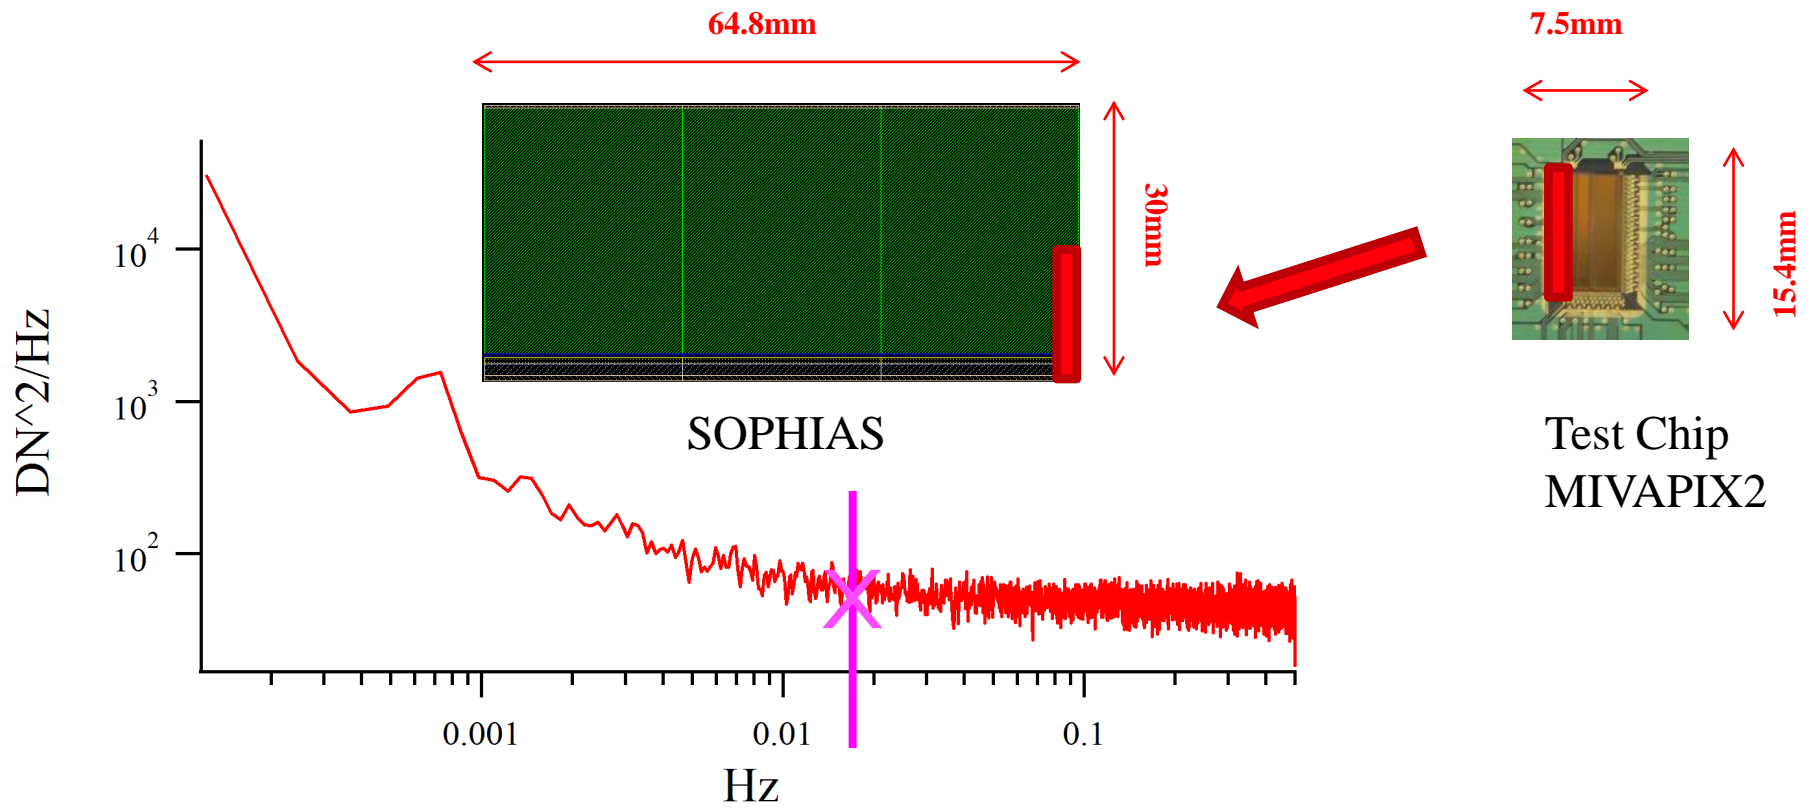 64.8mm
7.5mm
30mm
15.4mm
DN^2/Hz
10^4
10^3
10^2
SOPHIAS
Test Chip
MIVAPIX2
0.001
0.01
0.1
Hz